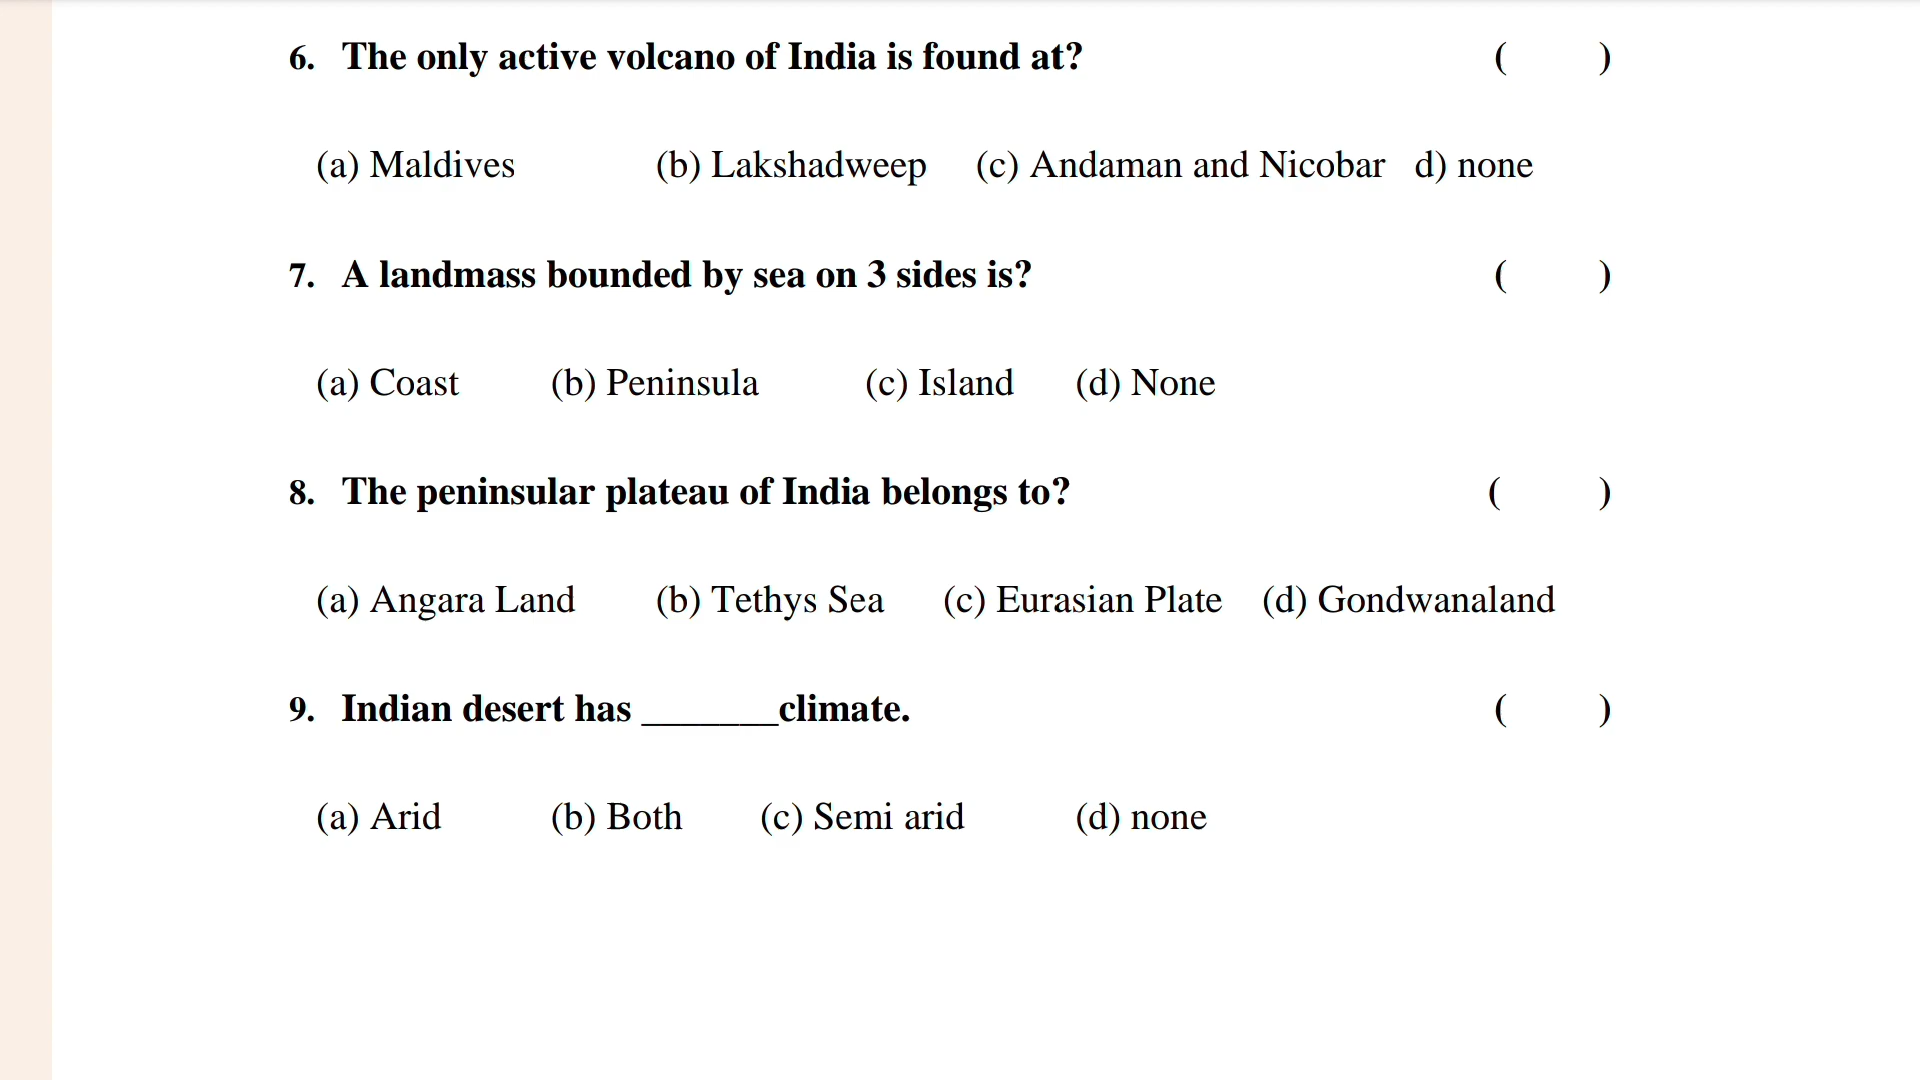 6. The only active volcano of India is found at? ( )
(a) Maldives (b) Lakshadweep (c) Andaman and Nicobar d) none
7. A landmass bounded by sea on 3 sides is? ( )
(a) Coast (b) Peninsula (c) Island (d) None
8. The peninsular plateau of India belongs to? ( )
(a) Angara Land (b) Tethys Sea (c) Eurasian Plate (d) Gondwanaland
9. Indian desert has _______climate. ( )
(a) Arid (b) Both (c) Semi arid (d) none